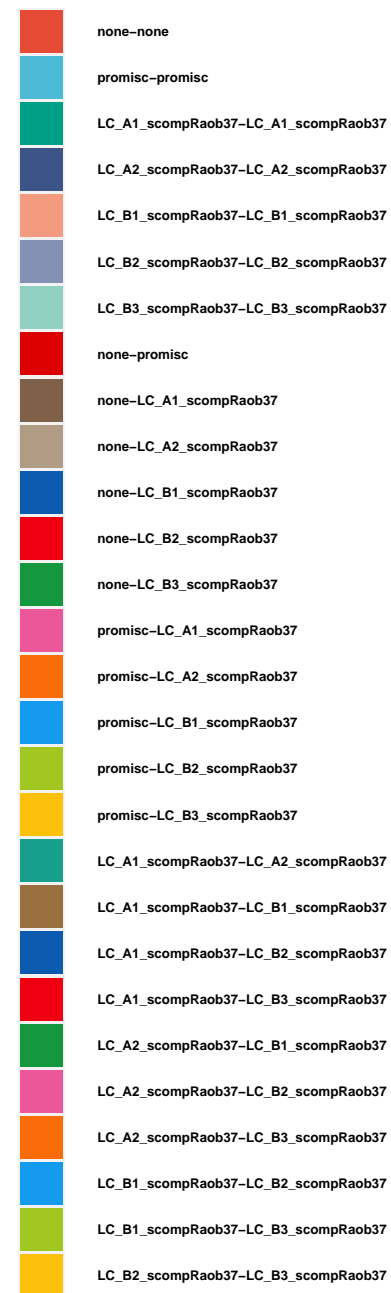 none−none
promisc−promisc
LC_A1_scompRaob37−LC_A1_scompRaob37
LC_A2_scompRaob37−LC_A2_scompRaob37
LC_B1_scompRaob37−LC_B1_scompRaob37
LC_B2_scompRaob37−LC_B2_scompRaob37
LC_B3_scompRaob37−LC_B3_scompRaob37
none−promisc
none−LC_A1_scompRaob37
none−LC_A2_scompRaob37
none−LC_B1_scompRaob37
none−LC_B2_scompRaob37
none−LC_B3_scompRaob37
promisc−LC_A1_scompRaob37
promisc−LC_A2_scompRaob37
promisc−LC_B1_scompRaob37
promisc−LC_B2_scompRaob37
promisc−LC_B3_scompRaob37
LC_A1_scompRaob37−LC_A2_scompRaob37
LC_A1_scompRaob37−LC_B1_scompRaob37
LC_A1_scompRaob37−LC_B2_scompRaob37
LC_A1_scompRaob37−LC_B3_scompRaob37
LC_A2_scompRaob37−LC_B1_scompRaob37
LC_A2_scompRaob37−LC_B2_scompRaob37
LC_A2_scompRaob37−LC_B3_scompRaob37
LC_B1_scompRaob37−LC_B2_scompRaob37
LC_B1_scompRaob37−LC_B3_scompRaob37
LC_B2_scompRaob37−LC_B3_scompRaob37